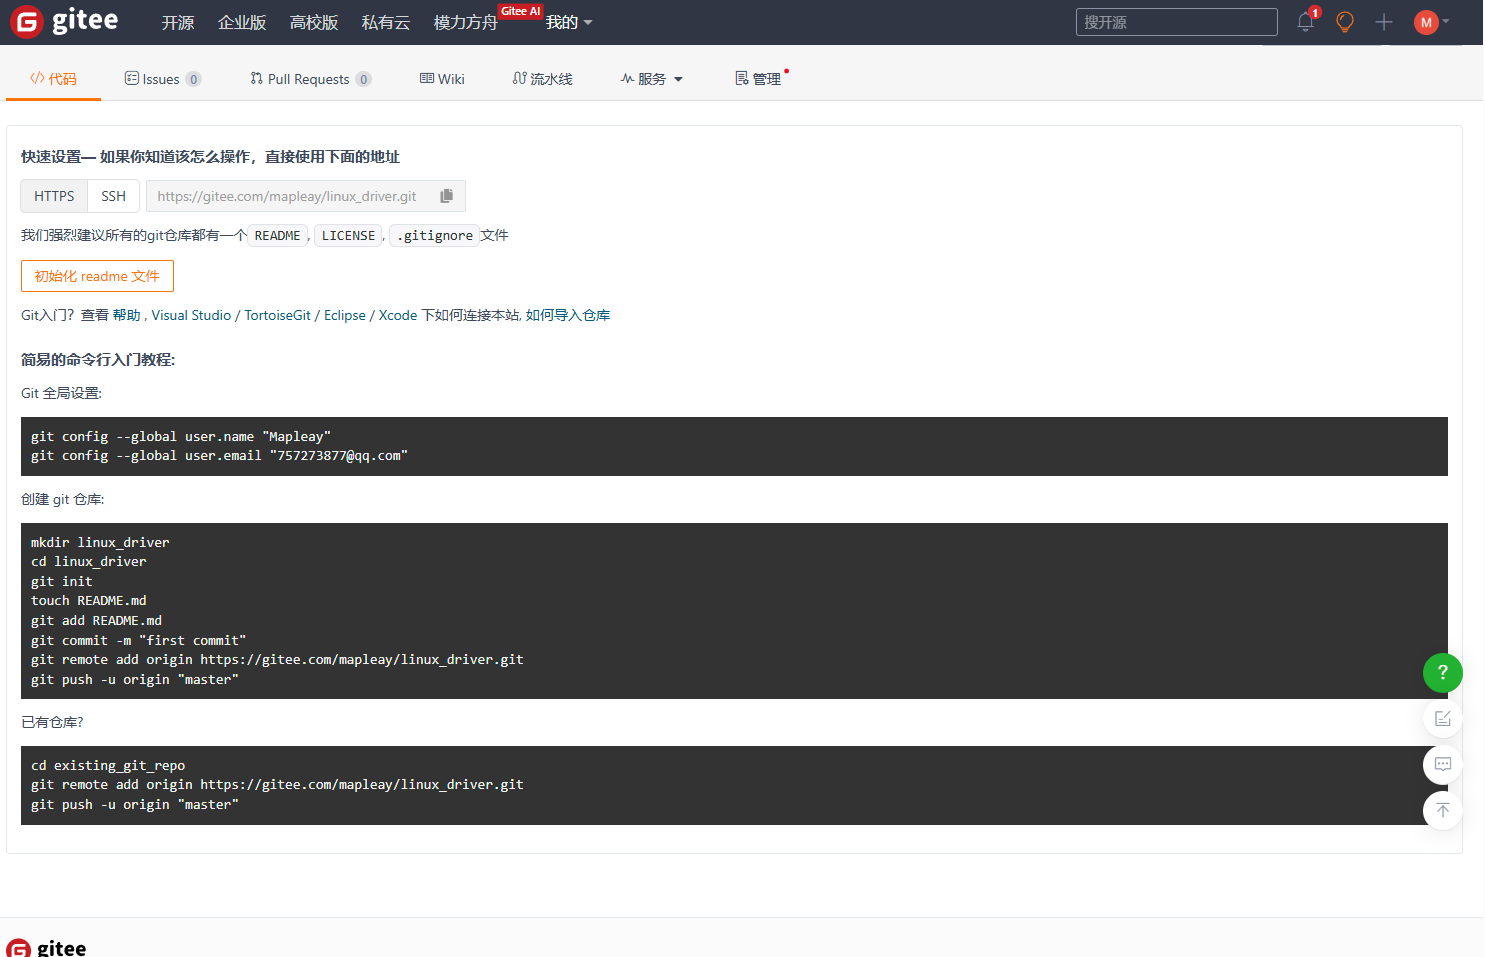 gitee 开源 企业版 高校版 私有云 模力方舟 Gitee AI 我的 搜开源 1 M
代码 Issues 0 Pull Requests 0 Wiki 流水线 服务 管理
快速设置— 如果你知道该怎么操作，直接使用下面的地址
HTTPS SSH https://gitee.com/mapleay/linux_driver.git
我们强烈建议所有的git仓库都有一个 README, LICENSE, .gitignore 文件
初始化 readme 文件
Git入门？查看 帮助 , Visual Studio / TortoiseGit / Eclipse / Xcode 下如何连接本站, 如何导入仓库
简易的命令行入门教程:
Git 全局设置:
git config --global user.name "Mapleay"
git config --global user.email "757273877@qq.com"
创建 git 仓库:
mkdir linux_driver
cd linux_driver
git init
touch README.md
git add README.md
git commit -m "first commit"
git remote add origin https://gitee.com/mapleay/linux_driver.git
git push -u origin "master"
已有仓库?
cd existing_git_repo
git remote add origin https://gitee.com/mapleay/linux_driver.git
git push -u origin "master"
?
gitee